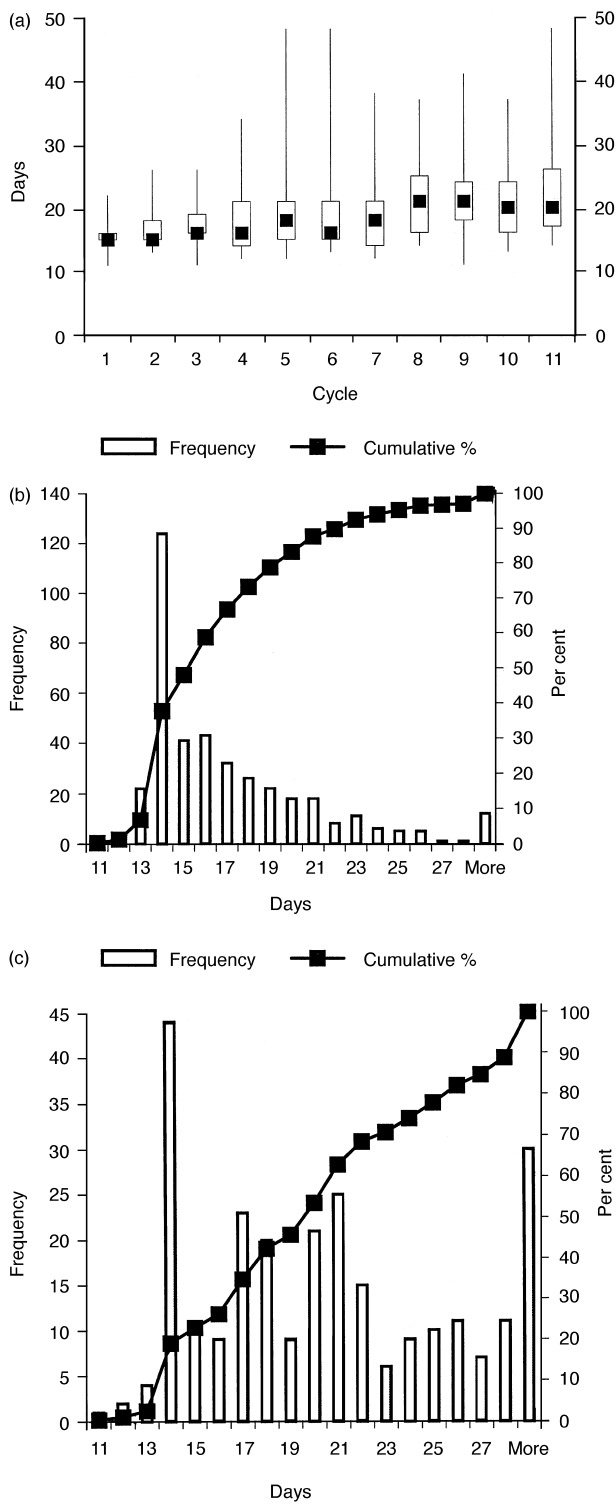 (a)
50 50
40 40
30 30
20 20
10 10
0 0
Days
1 2 3 4 5 6 7 8 9 10 11
Cycle
Frequency Cumulative %
(b)
140 100
120 90
100 80
80 70
60 60
40 50
20 40
0 30
20
10
0
Frequency
Per cent
11 13 15 17 19 21 23 25 27 More
Days
(c)
Frequency Cumulative %
45 100
40 90
35 80
30 70
25 60
20 50
15 40
10 30
5 20
0 10
0
Frequency
Per cent
11 13 15 17 19 21 23 25 27 More
Days